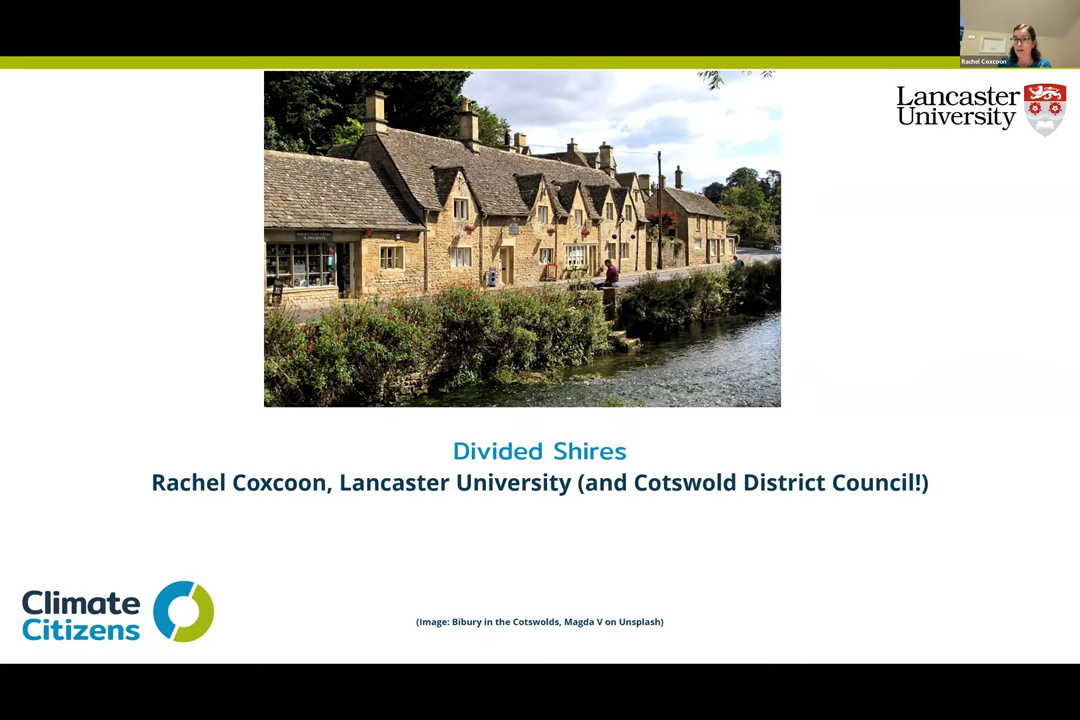 Rachel Coxcoon
Lancaster
University
Divided Shires
Rachel Coxcoon, Lancaster University (and Cotswold District Council!)
Climate
Citizens
(Image: Bibury in the Cotswolds, Magda V on Unsplash)